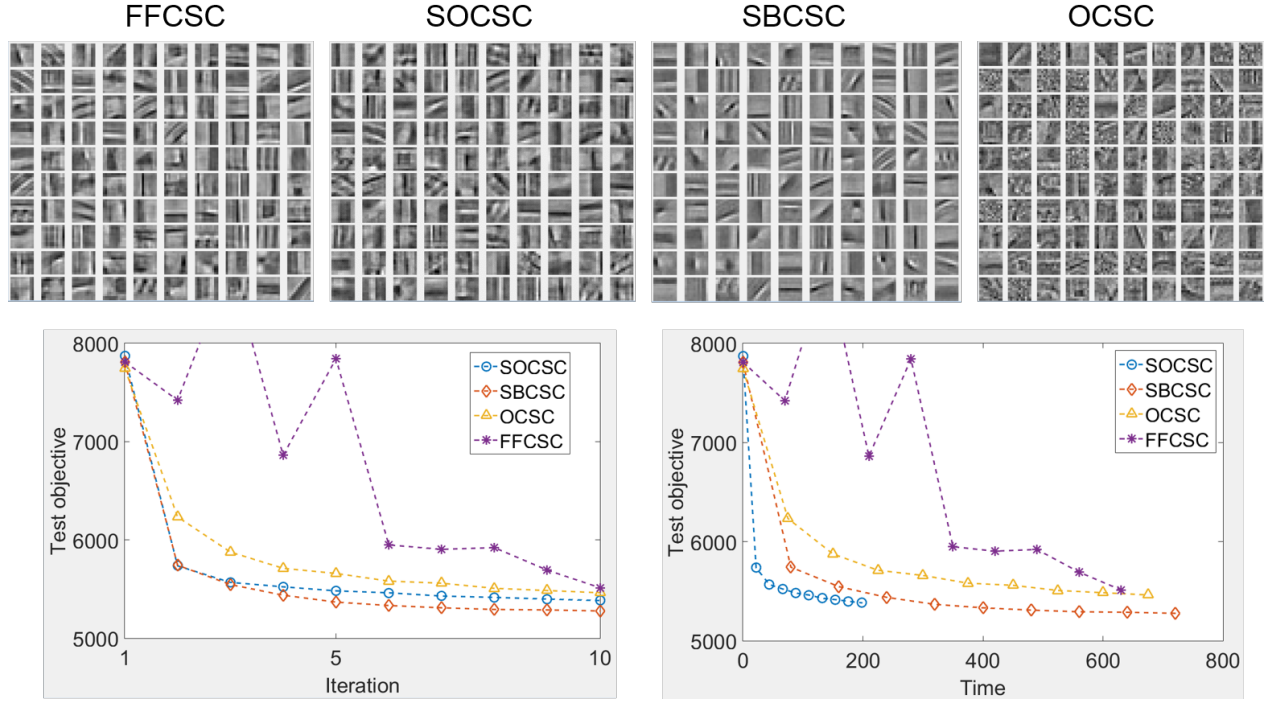 FFCSC
SOCSC
SBCSC
OCSC
8000
7000
6000
5000
Test objective
1
5
10
Iteration
SOCSC
SBCSC
OCSC
FFCSC
8000
7000
6000
5000
Test objective
0
200
400
600
800
Time
SOCSC
SBCSC
OCSC
FFCSC